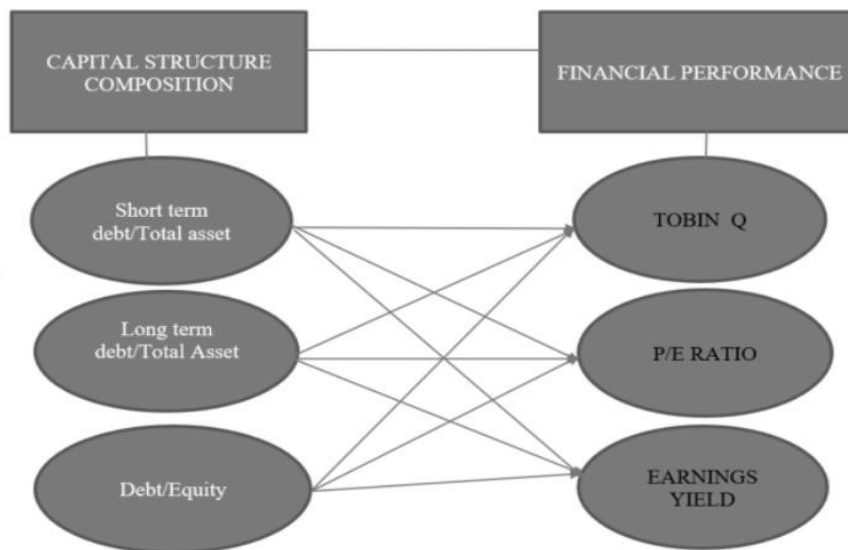 CAPITAL STRUCTURE
COMPOSITION
FINANCIAL PERFORMANCE
Short term
debt/Total asset
TOBIN Q
Long term
debt/Total Asset
P/E RATIO
Debt/Equity
EARNINGS
YIELD